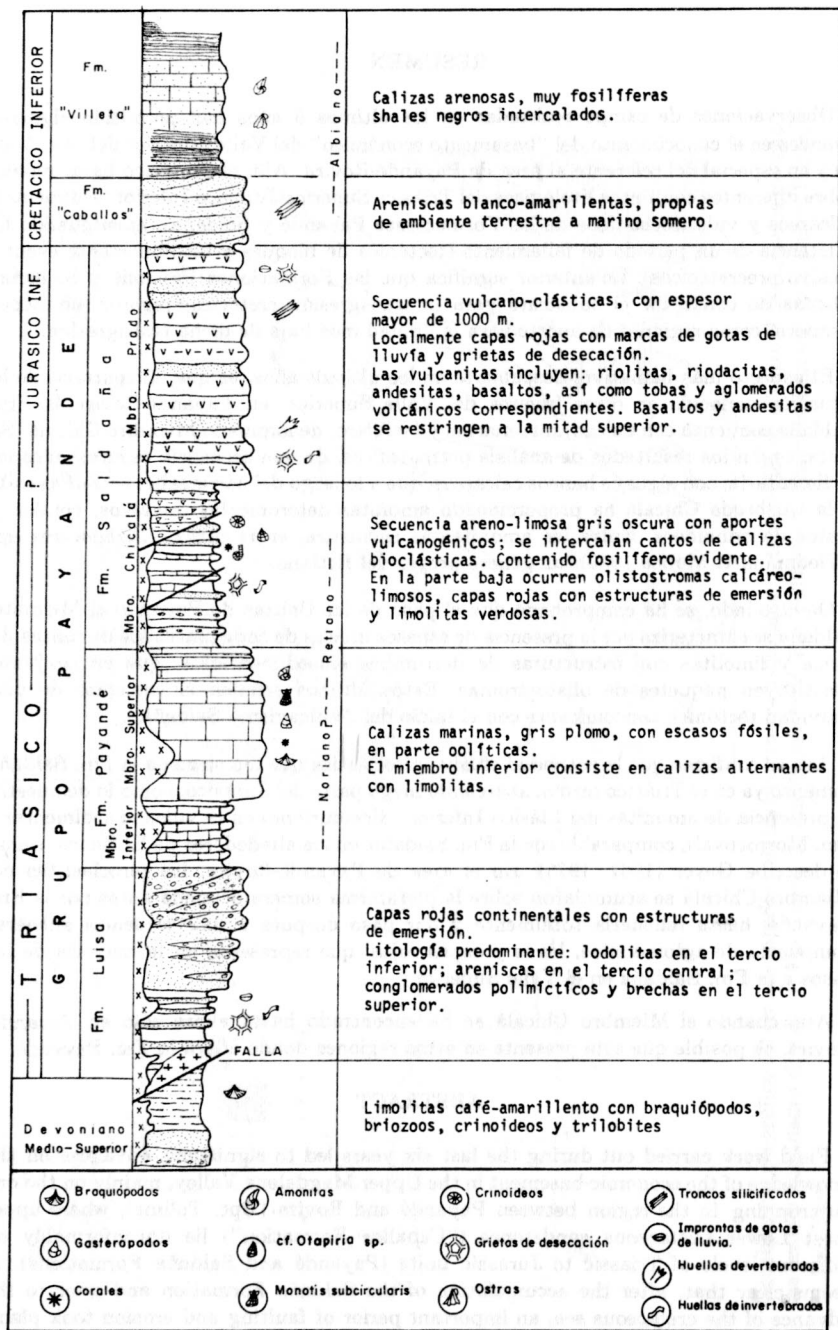 CRETACICO INFERIOR
JURASICO INF.
TRIASICO
GRUPO PAYANDE
Fm. "Villeta"
Fm. "Caballos"
Fm. Saldaña
Mbro. Prado
Mbro. Chicalá
Fm. Payandé
Mbro. Superior
Mbro. Inferior
Fm. Luisa
Devoniano
Medio-Superior
Albiano
Retiano
Noriano
FALLA
Calizas arenosas, muy fosilíferas
shales negros intercalados.
Areniscas blanco-amarillentas, propias
de ambiente terrestre a marino somero.
Secuencia vulcano-clásticas, con espesor
mayor de 1000 m.
Localmente capas rojas con marcas de gotas de
lluvía y grietas de desecación.
Las vulcanitas incluyen: riolitas, riodacitas,
andesitas, basaltos, así como tobas y aglomerados
volcánicos correspondientes. Basaltos y andesitas
se restringen a la mitad superior.
Secuencia areno-limosa gris oscura con aportes
vulcanogénicos; se intercalan cantos de calizas
bioclásticas. Contenido fosilífero evidente.
En la parte baja ocurren olistostromas calcáreo-
limosos, capas rojas con estructuras de emersión
y limolitas verdosas.
Calizas marinas, gris plomo, con escasos fósiles,
en parte oolíticas.
El miembro inferior consiste en calizas alternantes
con limolitas.
Capas rojas continentales con estructuras
de emersión.
Litología predominante: lodolitas en el tercio
inferior; areniscas en el tercio central;
conglomerados polimícticos y brechas en el tercio
superior.
Limolitas café-amarillento con braquiópodos,
briozoos, crinoideos y trilobites
Braquiópodos
Gasterópodos
Corales
Amonitas
cf. Oxapiria
Monotis subcircularis
Crinoideos
Grietas de desecación
Ostras
Troncos silicificados
Improntas de gotas
de lluvia.
Huellas de vertebrados
Huellas de invertebrados